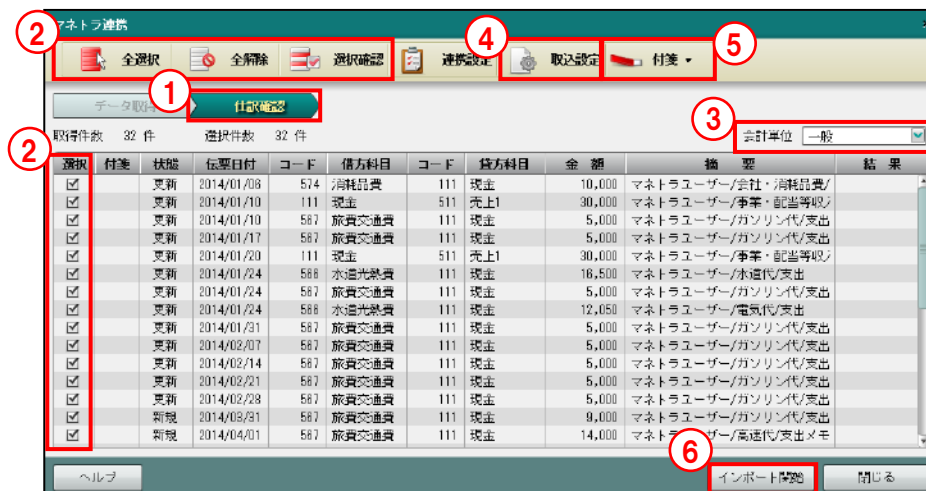 マネトラ連携
② 全選択 全解除 選択確認 連携設定 ④ 取込設定 ⑤ 付箋
データ取得 ① 仕訳確認
取得件数 32 件 選択件数 32 件 ③ 会計単位 一般
② 選択 付箋 状態 伝票日付 コード 借方科目 コード 貸方科目 金 額 摘 要 結 果
更新 2014/01/06 574 消耗品費 111 現金 10,000 マネトラユーザー/会社・消耗品費/
更新 2014/01/10 111 現金 511 売上1 30,000 マネトラユーザー/事業・配当等収入
更新 2014/01/10 567 旅費交通費 111 現金 5,000 マネトラユーザー/ガソリン代/支出
更新 2014/01/17 567 旅費交通費 111 現金 5,000 マネトラユーザー/ガソリン代/支出
更新 2014/01/20 111 現金 511 売上1 30,000 マネトラユーザー/事業・配当等収入
更新 2014/01/24 566 水道光熱費 111 現金 16,500 マネトラユーザー/水道代/支出
更新 2014/01/24 567 旅費交通費 111 現金 5,000 マネトラユーザー/ガソリン代/支出
更新 2014/01/24 566 水道光熱費 111 現金 12,050 マネトラユーザー/電気代/支出
更新 2014/01/31 567 旅費交通費 111 現金 5,000 マネトラユーザー/ガソリン代/支出
更新 2014/02/07 567 旅費交通費 111 現金 5,000 マネトラユーザー/ガソリン代/支出
更新 2014/02/14 567 旅費交通費 111 現金 5,000 マネトラユーザー/ガソリン代/支出
更新 2014/02/21 567 旅費交通費 111 現金 5,000 マネトラユーザー/ガソリン代/支出
更新 2014/02/28 567 旅費交通費 111 現金 5,000 マネトラユーザー/ガソリン代/支出
新規 2014/03/31 567 旅費交通費 111 現金 9,000 マネトラユーザー/ガソリン代/支出
新規 2014/04/01 567 旅費交通費 111 現金 14,000 マネトラユーザー/高速代/支出メモ
ヘルプ ⑥ インポート開始 閉じる